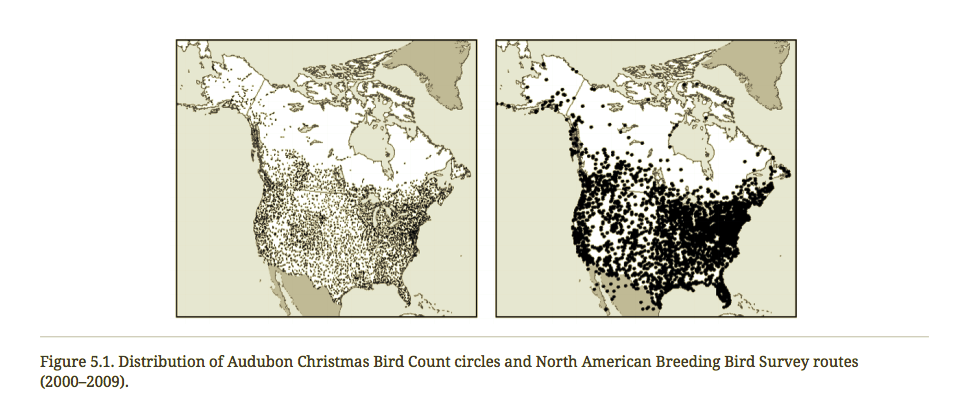 Figure 5.1. Distribution of Audubon Christmas Bird Count circles and North American Breeding Bird Survey routes
(2000–2009).